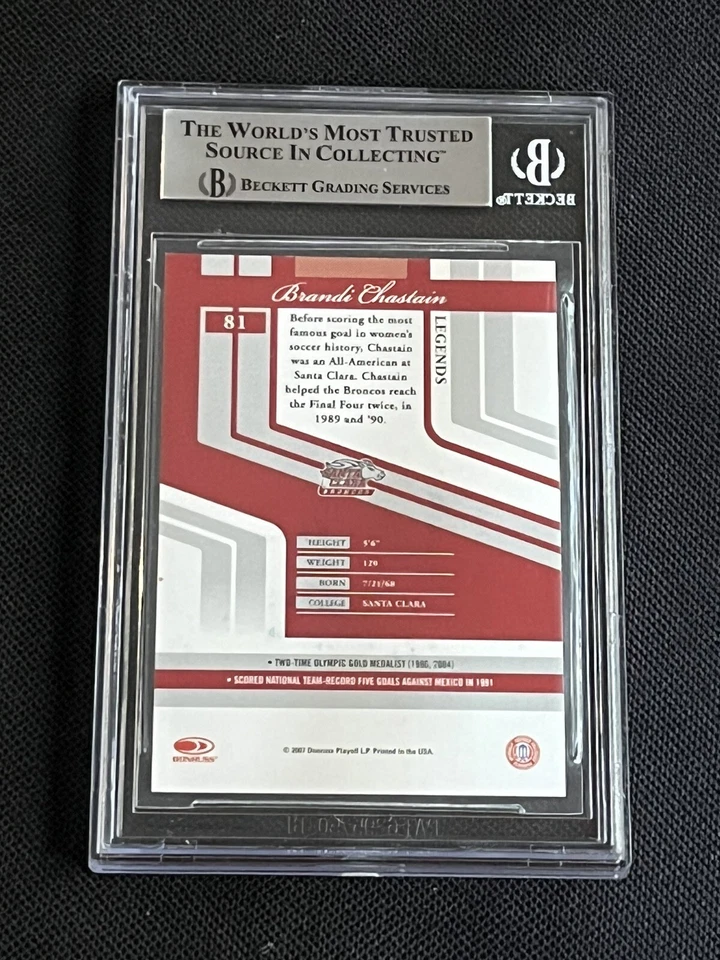 THE WORLD'S MOST TRUSTED
SOURCE IN COLLECTING™
B BECKETT GRADING SERVICES
B
BECKETT®
Brandi Chastain
81
LEGENDS
Before scoring the most
famous goal in women's
soccer history, Chastain
was an All-American at
Santa Clara. Chastain
helped the Broncos reach
the Final Four twice, in
1989 and '90.
SANTA
CLARA
BRONCOS
HEIGHT 5'6"
WEIGHT 120
BORN 7/21/68
COLLEGE SANTA CLARA
• TWO-TIME OLYMPIC GOLD MEDALIST (1996, 2004)
• SCORED NATIONAL TEAM-RECORD FIVE GOALS AGAINST MEXICO IN 1991
DONRUSS
© 2007 Donruss Playoff L.P. Printed in the USA.